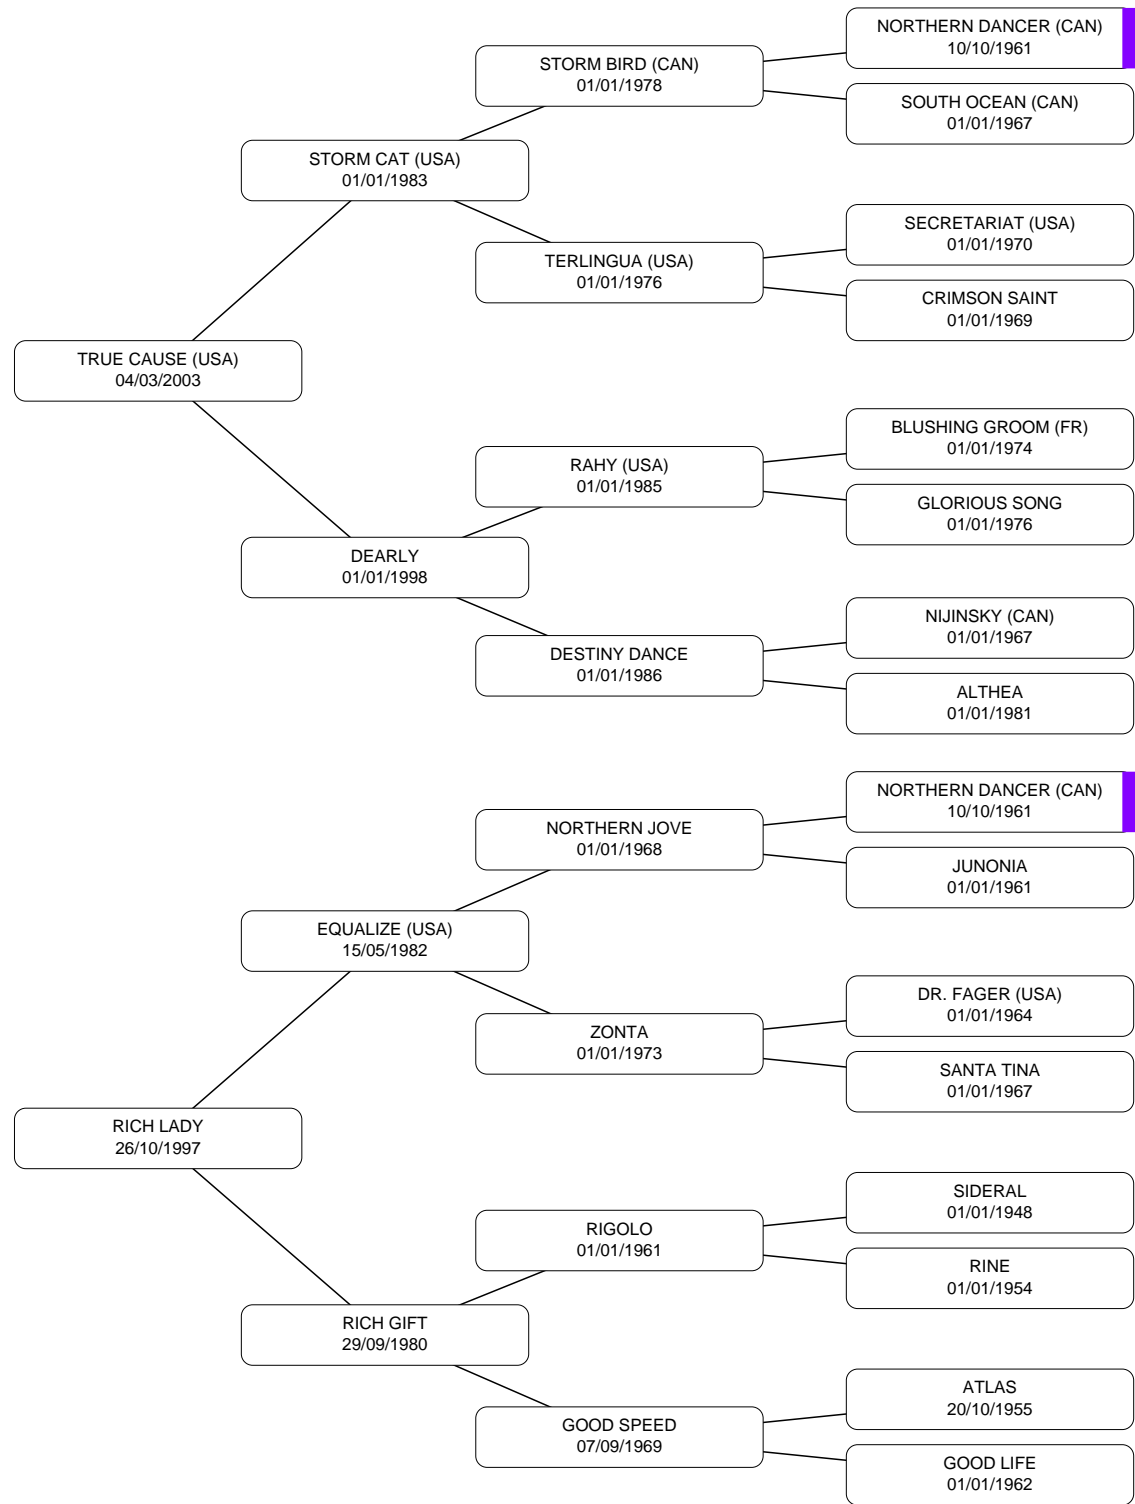 NORTHERN DANCER (CAN)
10/10/1961
STORM BIRD (CAN)
01/01/1978
SOUTH OCEAN (CAN)
01/01/1967
STORM CAT (USA)
01/01/1983
SECRETARIAT (USA)
01/01/1970
TERLINGUA (USA)
01/01/1976
CRIMSON SAINT
01/01/1969
TRUE CAUSE (USA)
04/03/2003
BLUSHING GROOM (FR)
01/01/1974
RAHY (USA)
01/01/1985
GLORIOUS SONG
01/01/1976
DEARLY
01/01/1998
NIJINSKY (CAN)
01/01/1967
DESTINY DANCE
01/01/1986
ALTHEA
01/01/1981
NORTHERN DANCER (CAN)
10/10/1961
NORTHERN JOVE
01/01/1968
JUNONIA
01/01/1961
EQUALIZE (USA)
15/05/1982
DR. FAGER (USA)
01/01/1964
ZONTA
01/01/1973
SANTA TINA
01/01/1967
RICH LADY
26/10/1997
SIDERAL
01/01/1948
RIGOLO
01/01/1961
RINE
01/01/1954
RICH GIFT
29/09/1980
ATLAS
20/10/1955
GOOD SPEED
07/09/1969
GOOD LIFE
01/01/1962